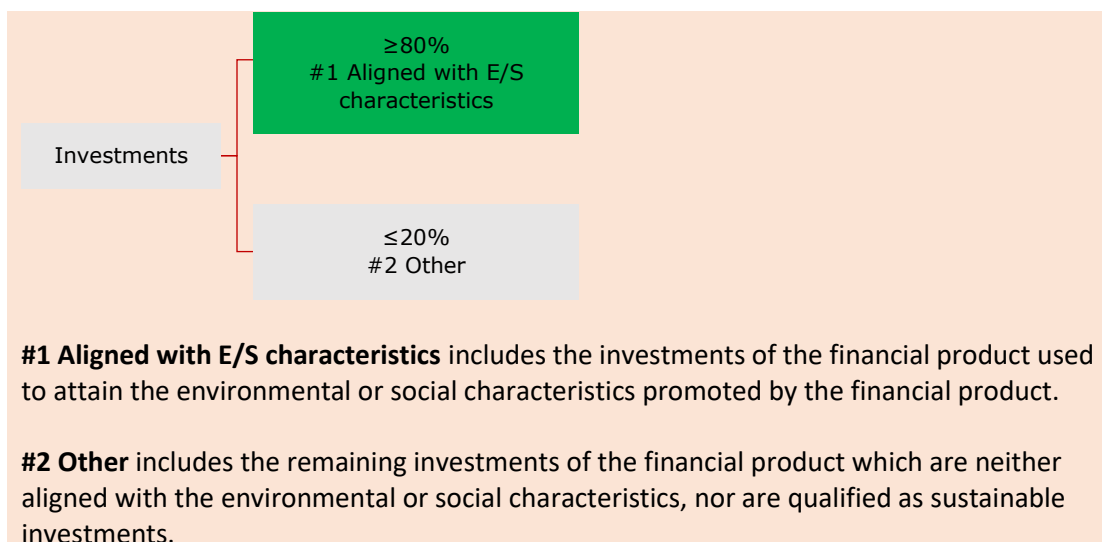 ≥80%
#1 Aligned with E/S
characteristics
Investments
≤20%
#2 Other
#1 Aligned with E/S characteristics includes the investments of the financial product used
to attain the environmental or social characteristics promoted by the financial product.
#2 Other includes the remaining investments of the financial product which are neither
aligned with the environmental or social characteristics, nor are qualified as sustainable
investments.